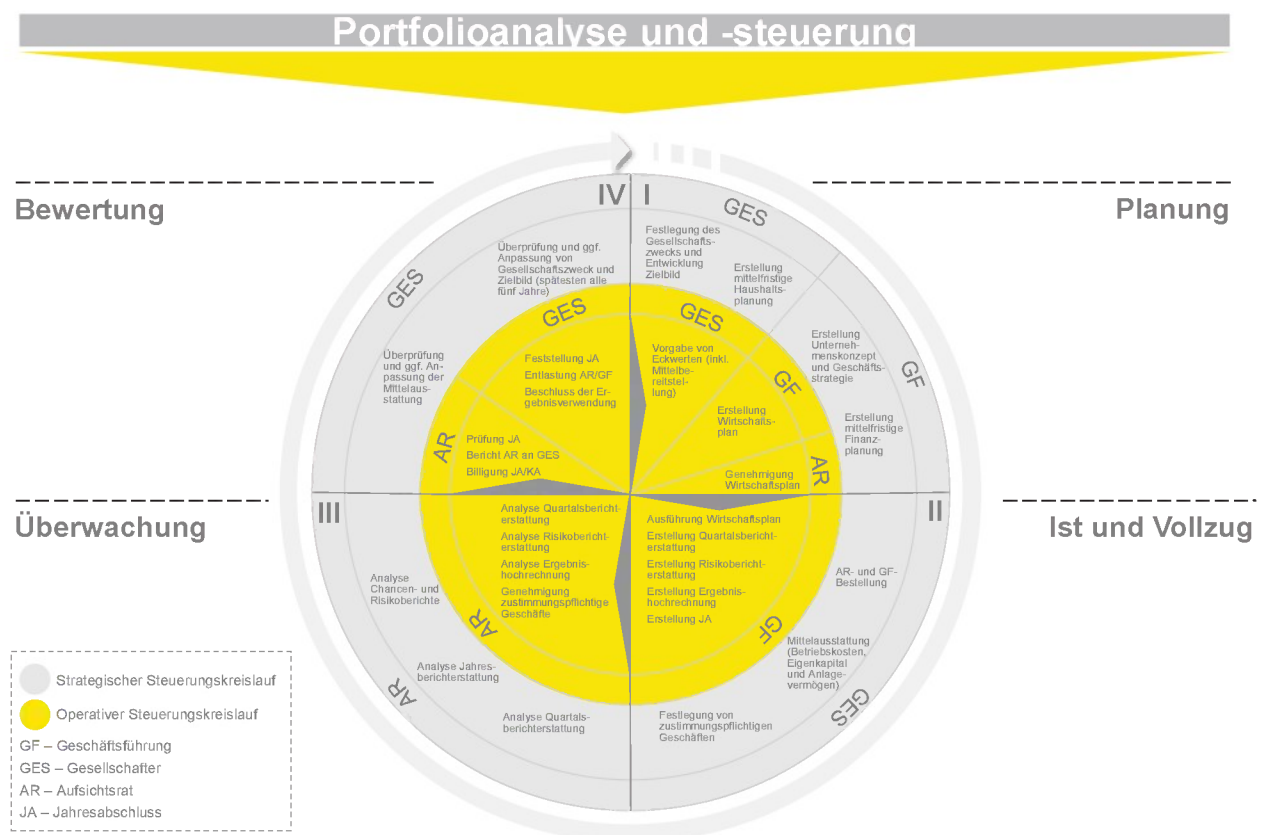 Portfolioanalyse und -steuerung
Bewertung
Planung
IV
I
GES
Festlegung des
Gesellschafts-
zwecks und
Entwicklung
Zielbild
Erstellung
mittelfristige
Haushalts-
planung
GF
Erstellung
Unterneh-
menskonzept
und Geschäfts-
strategie
Erstellung
mittelfristige
Finanz-
planung
GES
Überprüfung und ggf.
Anpassung von
Gesellschaftszweck und
Zielbild (spätesten alle
fünf Jahre)
Überprüfung
und ggf. An-
passung der
Mittelaus-
stattung
GES
Feststellung JA
Entlastung AR/GF
Beschluss der Er-
gebnisverwendung
AR
Prüfung JA
Bericht AR an GES
Billigung JA/KA
GES
Vorgabe von
Eckwerten (inkl.
Mittelbe-
reitstel-
lung)
GF
Erstellung
Wirtschafts-
plan
AR
Genehmigung
Wirtschaftsplan
Überwachung
Ist und Vollzug
III
II
Analyse Quartalsbericht-
erstattung
Analyse Risikobericht-
erstattung
Analyse Ergebnis-
hochrechnung
Genehmigung
zustimmungspflichtige
Geschäfte
AR
Ausführung Wirtschaftsplan
Erstellung Quartalsbericht-
erstattung
Erstellung Risikobericht-
erstattung
Erstellung Ergebnis-
hochrechnung
Erstellung JA
GF
Analyse
Chancen- und
Risikoberichte
Analyse Jahres-
berichterstattung
Analyse Quartals-
berichterstattung
AR
AR- und GF-
Bestellung
Mittelausstattung
(Betriebskosten,
Eigenkapital
und Anlage-
vermögen)
Festlegung von
zustimmungspflichtigen
Geschäften
GES
Strategischer Steuerungskreislauf
Operativer Steuerungskreislauf
GF – Geschäftsführung
GES – Gesellschafter
AR – Aufsichtsrat
JA – Jahresabschluss